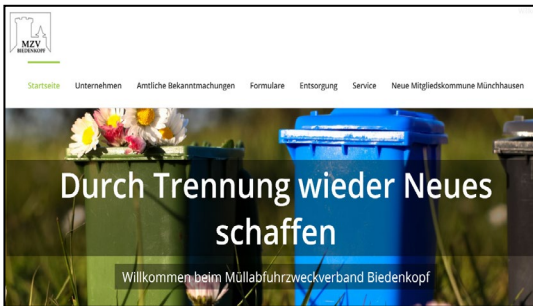 MZV
BIEDENKOPF
Startseite Unternehmen Amtliche Bekanntmachungen Formulare Entsorgung Service Neue Mitgliedskommune Münchhausen
Durch Trennung wieder Neues
schaffen
Willkommen beim Müllabfuhrzweckverband Biedenkopf